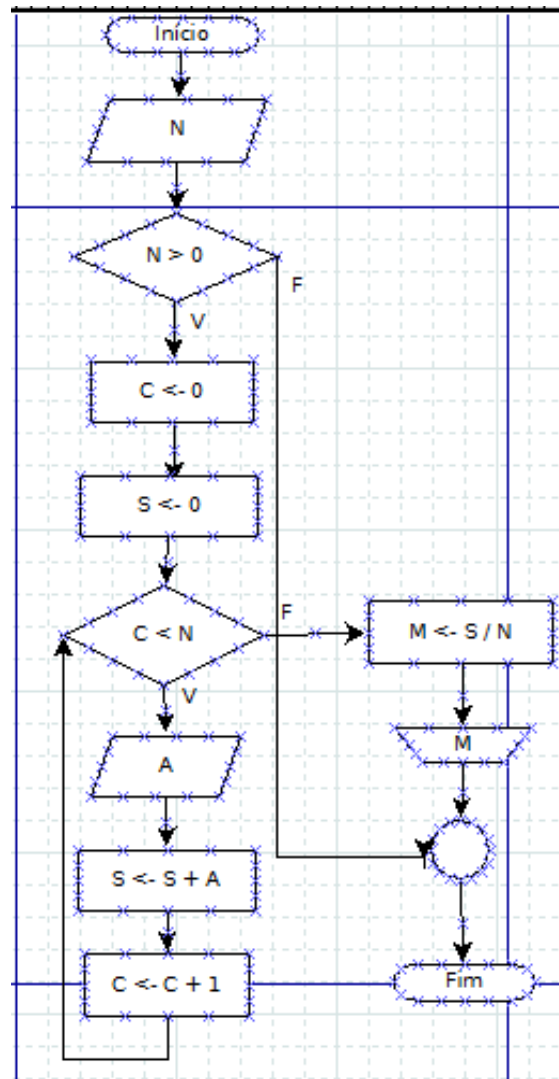 Início
N
N > 0
F
V
C <- 0
S <- 0
C < N
F
M <- S / N
V
M
A
S <- S + A
C <- C + 1
Fim